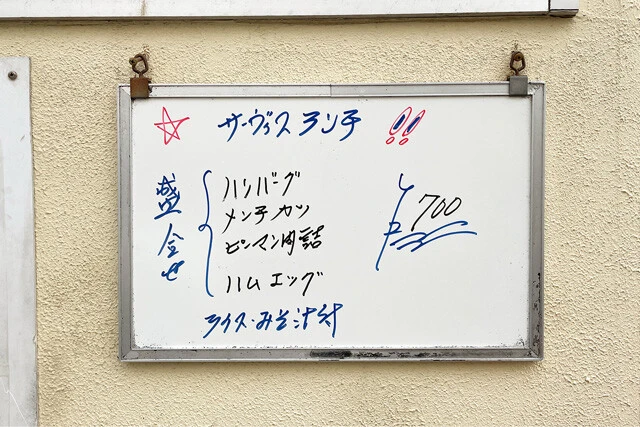 ☆ サーヴィスランチ !!
盛合せ
ハンバーグ
メンチカツ
ピーマン肉詰
ハムエッグ
ライス・みそ汁付
¥700